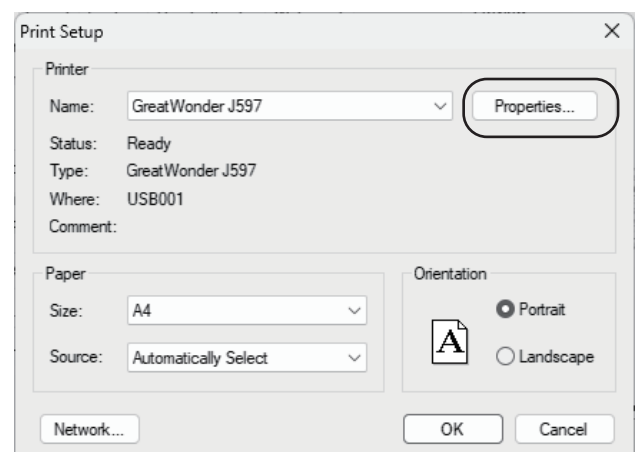 Print Setup
Printer
Name: GreatWonder J597 Properties...
Status: Ready
Type: GreatWonder J597
Where: USB001
Comment:
Paper Orientation
Size: A4 Portrait
A
Source: Automatically Select Landscape
Network... OK Cancel